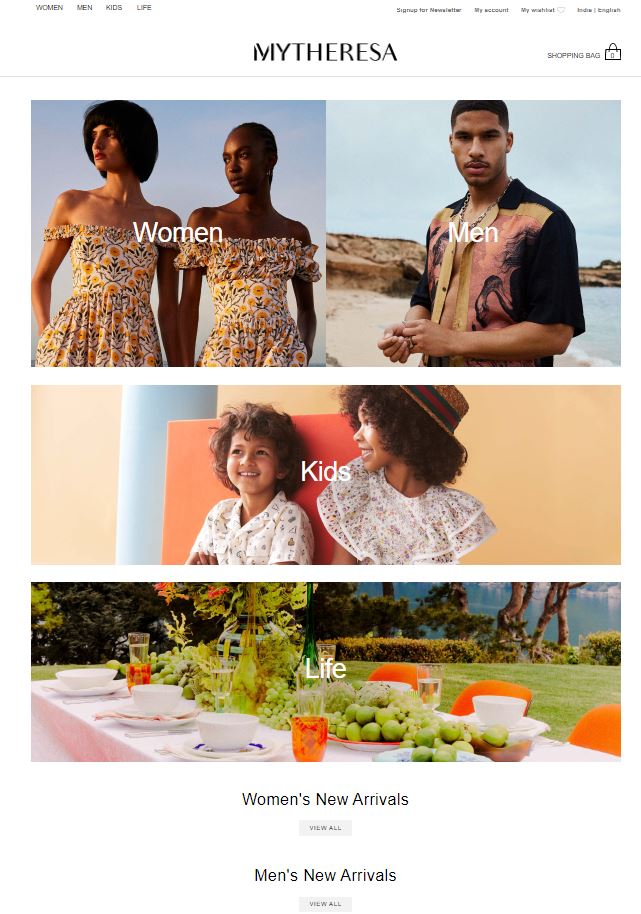 WOMEN MEN KIDS LIFE
Signup for Newsletter My account My wishlist India | English
MYTHERESA
SHOPPING BAG 0
Women Men
Kids
Life
Women's New Arrivals
VIEW ALL
Men's New Arrivals
VIEW ALL